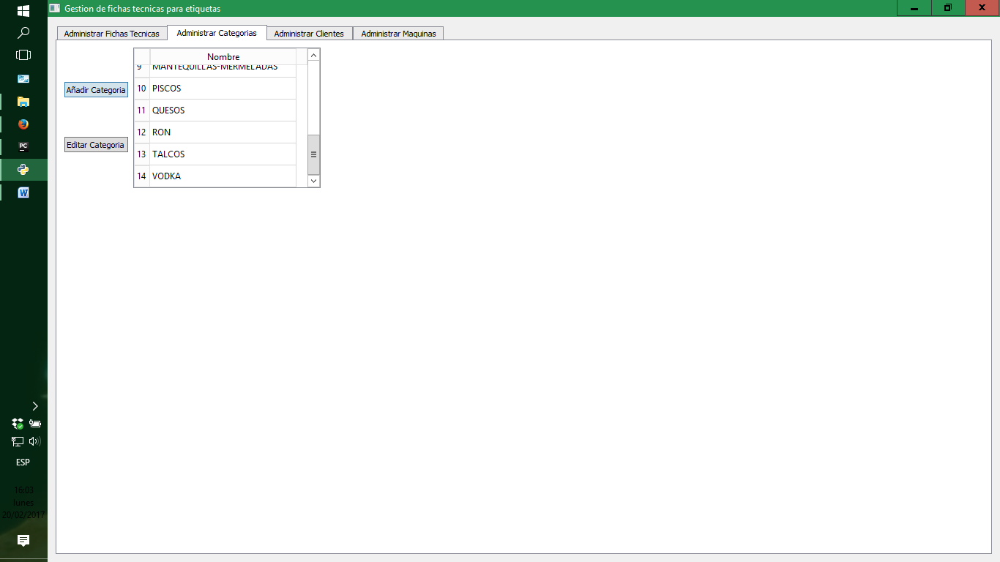 Gestion de fichas tecnicas para etiquetas
Administrar Fichas Tecnicas
Administrar Categorias
Administrar Clientes
Administrar Maquinas
Nombre
9 MANTEQUILLAS-MERMELADAS
10 PISCOS
11 QUESOS
12 RON
13 TALCOS
14 VODKA
Añadir Categoria
Editar Categoria
PC
W
ESP
16:03
lunes
20/02/2017